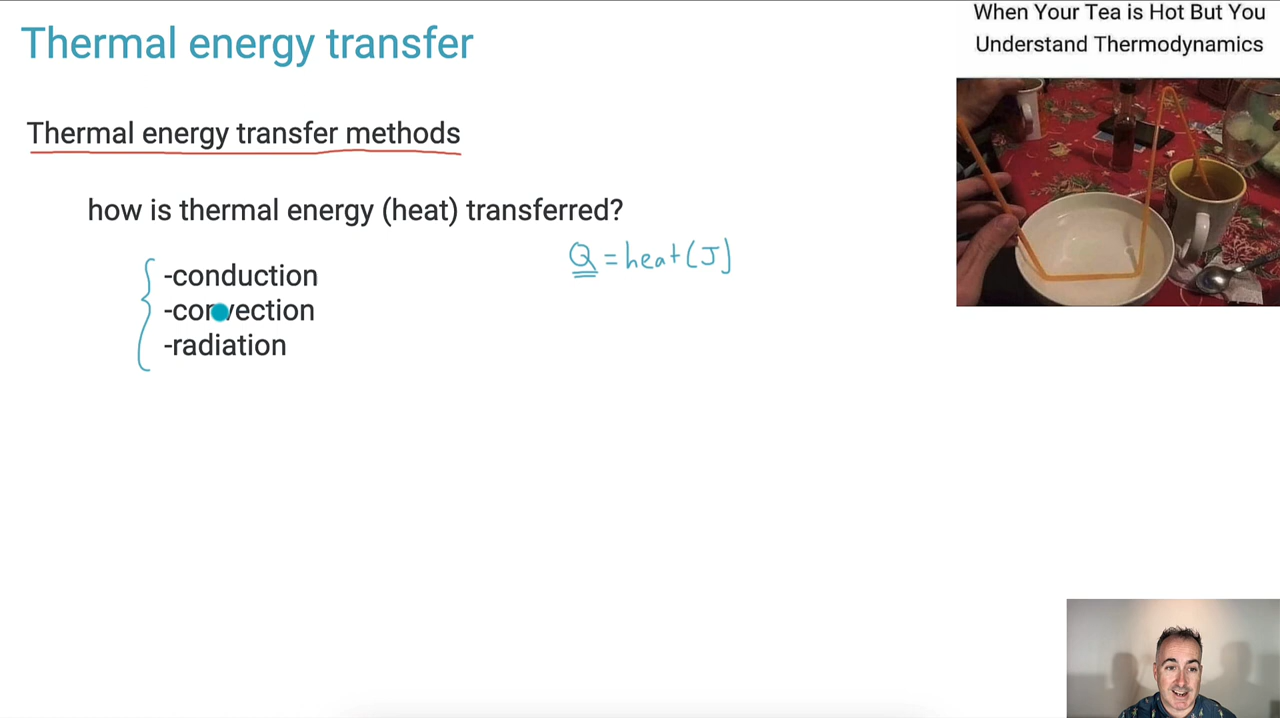 Thermal energy transfer
Thermal energy transfer methods
how is thermal energy (heat) transferred?
-conduction
-convection
-radiation
Q = heat (J)
When Your Tea is Hot But You
Understand Thermodynamics